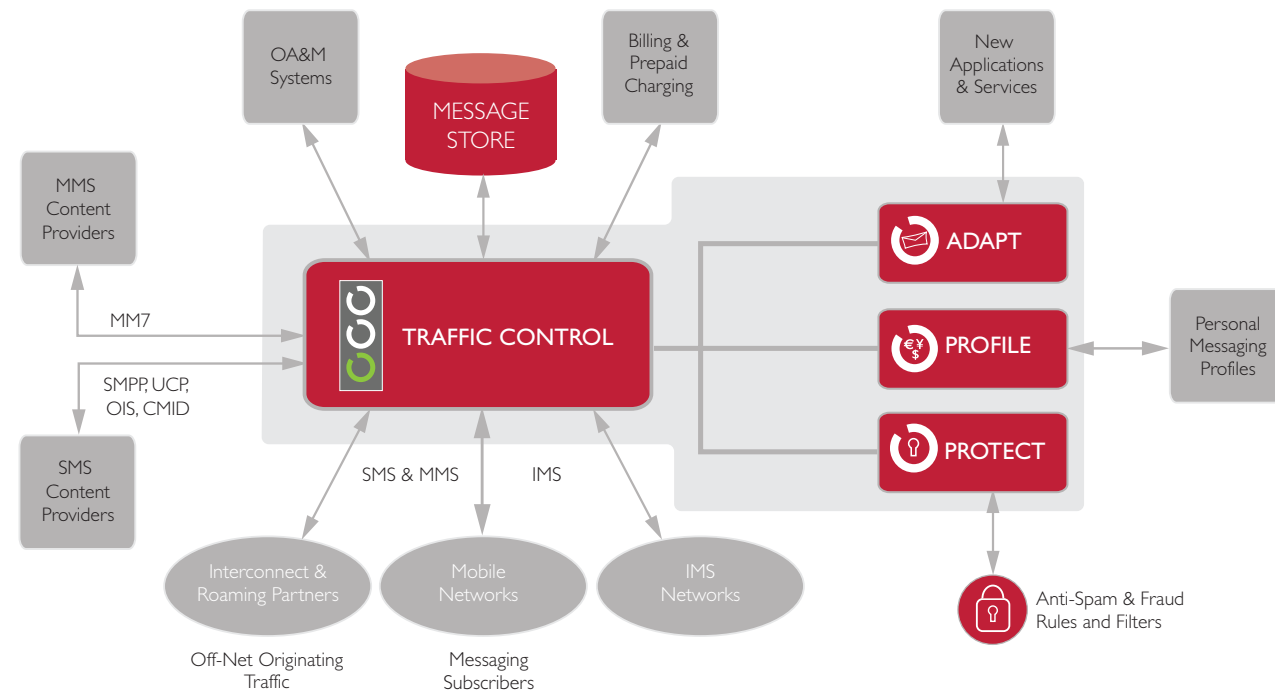 OA&M
Systems
MESSAGE
STORE
Billing &
Prepaid
Charging
New
Applications
& Services
MMS
Content
Providers
ADAPT
MM7
TRAFFIC CONTROL
€ ¥
$
PROFILE
Personal
Messaging
Profiles
SMPP, UCP,
OIS, CMID
SMS
Content
Providers
PROTECT
SMS & MMS
IMS
Interconnect &
Roaming Partners
Mobile
Networks
IMS
Networks
Anti-Spam & Fraud
Rules and Filters
Off-Net Originating
Traffic
Messaging
Subscribers